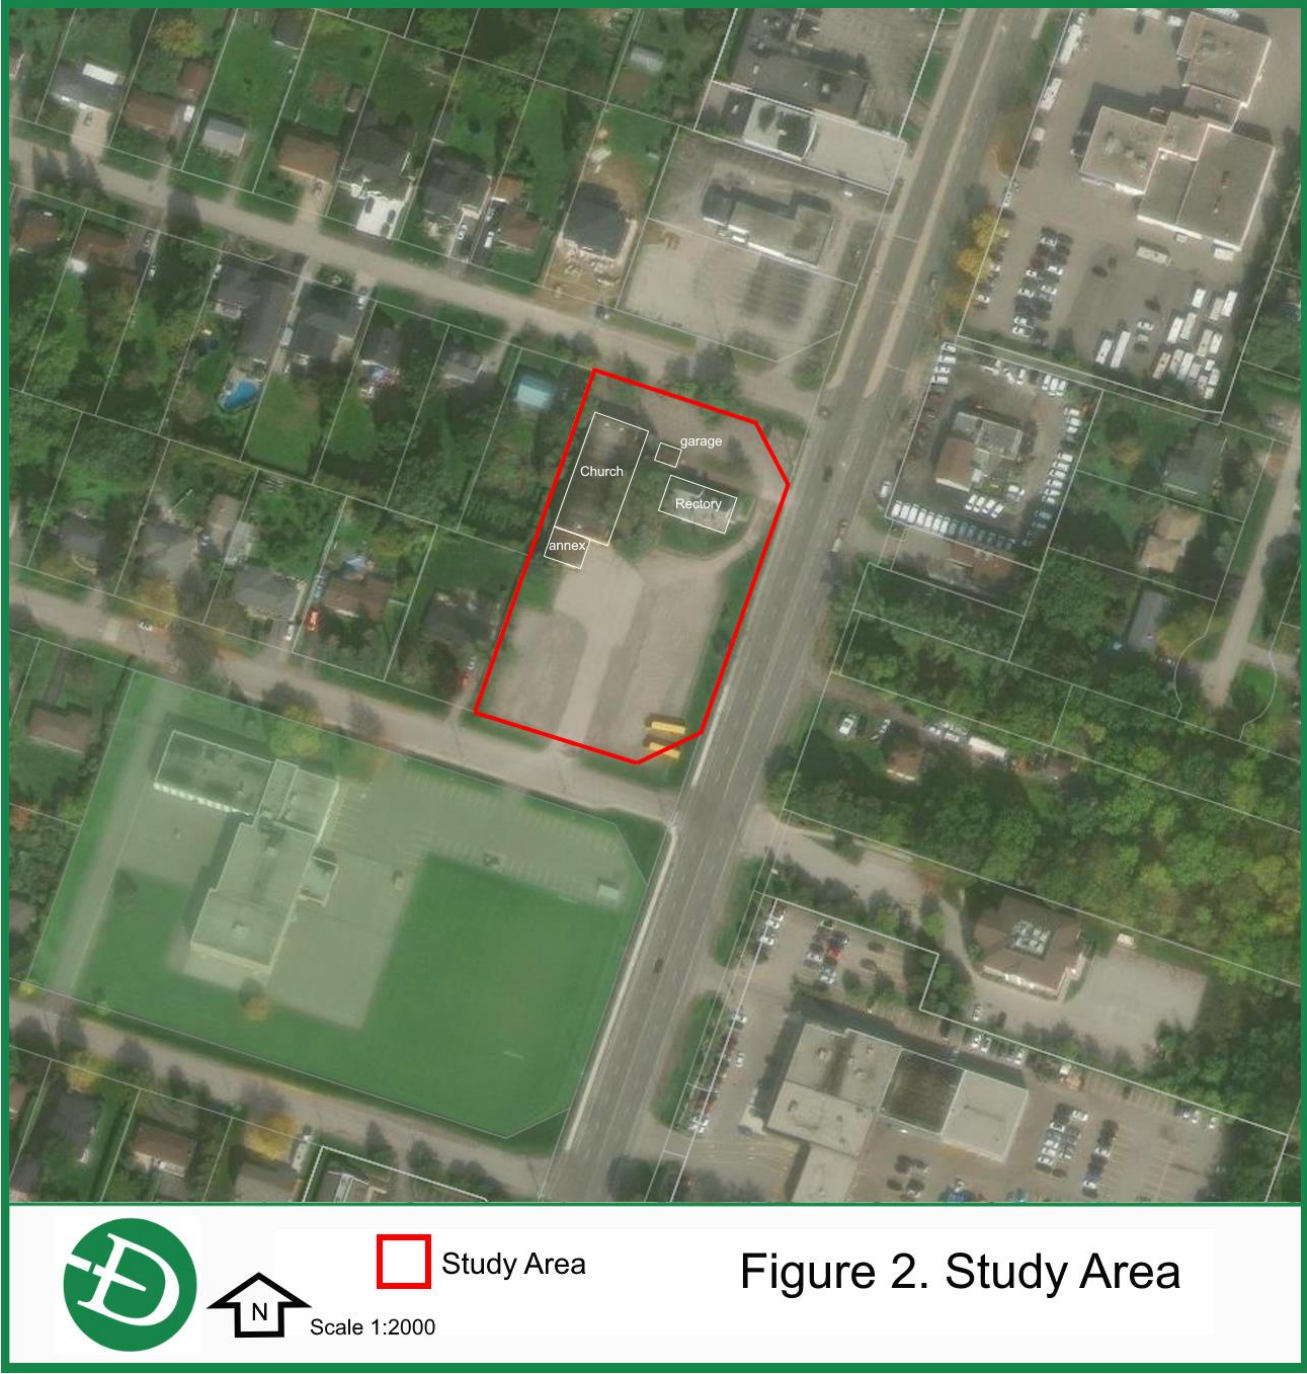 garage
Church
Rectory
annex
Study Area
Figure 2. Study Area
N
Scale 1:2000